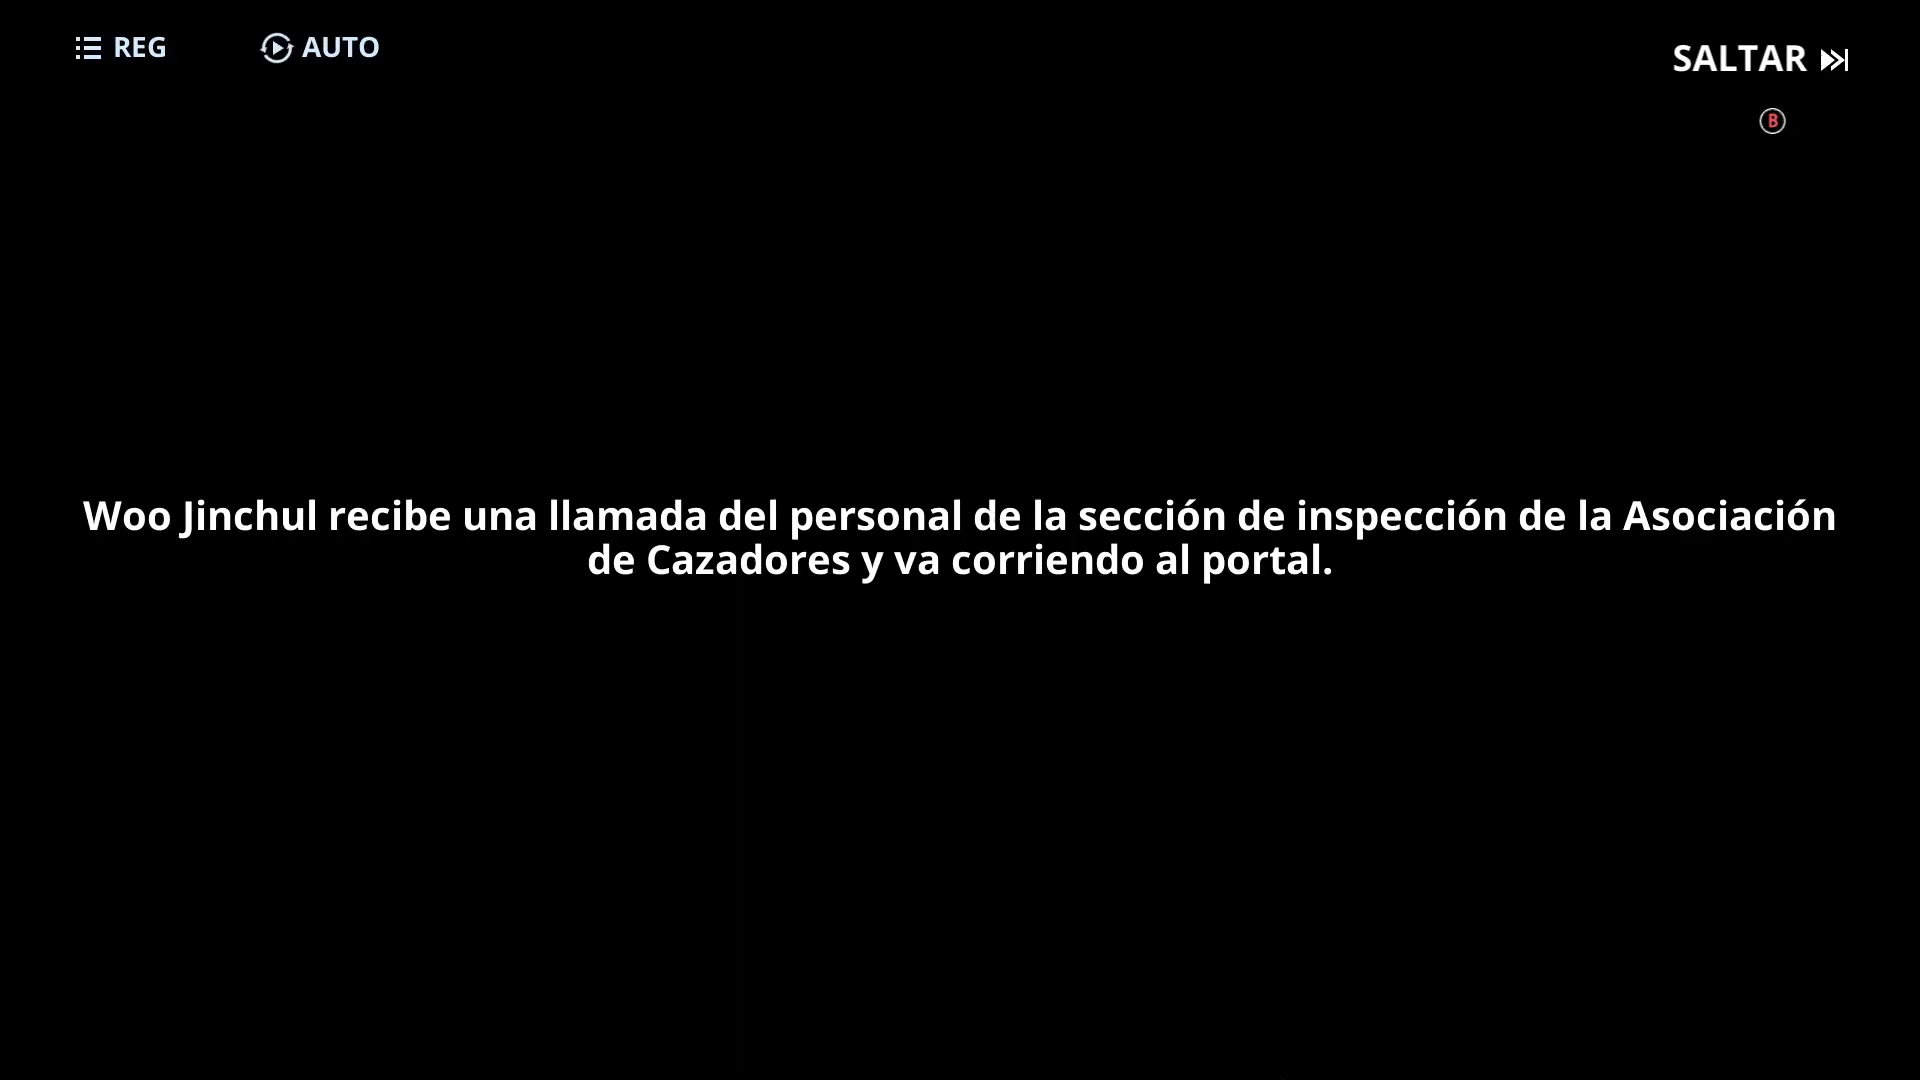 REG
AUTO
SALTAR
B
Woo Jinchul recibe una llamada del personal de la sección de inspección de la Asociación
de Cazadores y va corriendo al portal.